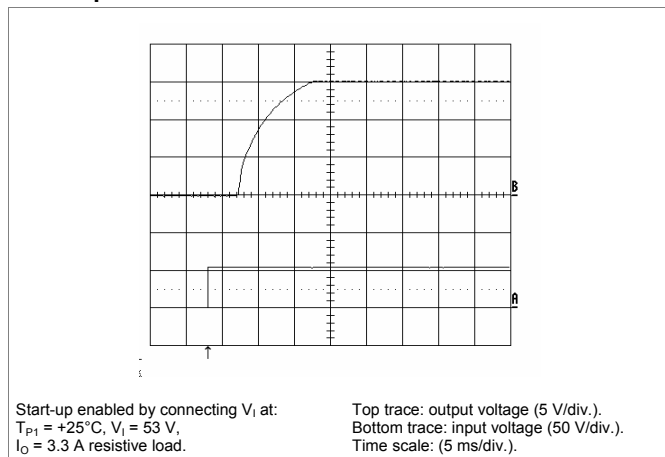 B
A
↑
Start-up enabled by connecting V₁ at:
T_P1 = +25°C, V_I = 53 V,
I_O = 3.3 A resistive load.
Top trace: output voltage (5 V/div.).
Bottom trace: input voltage (50 V/div.).
Time scale: (5 ms/div.).